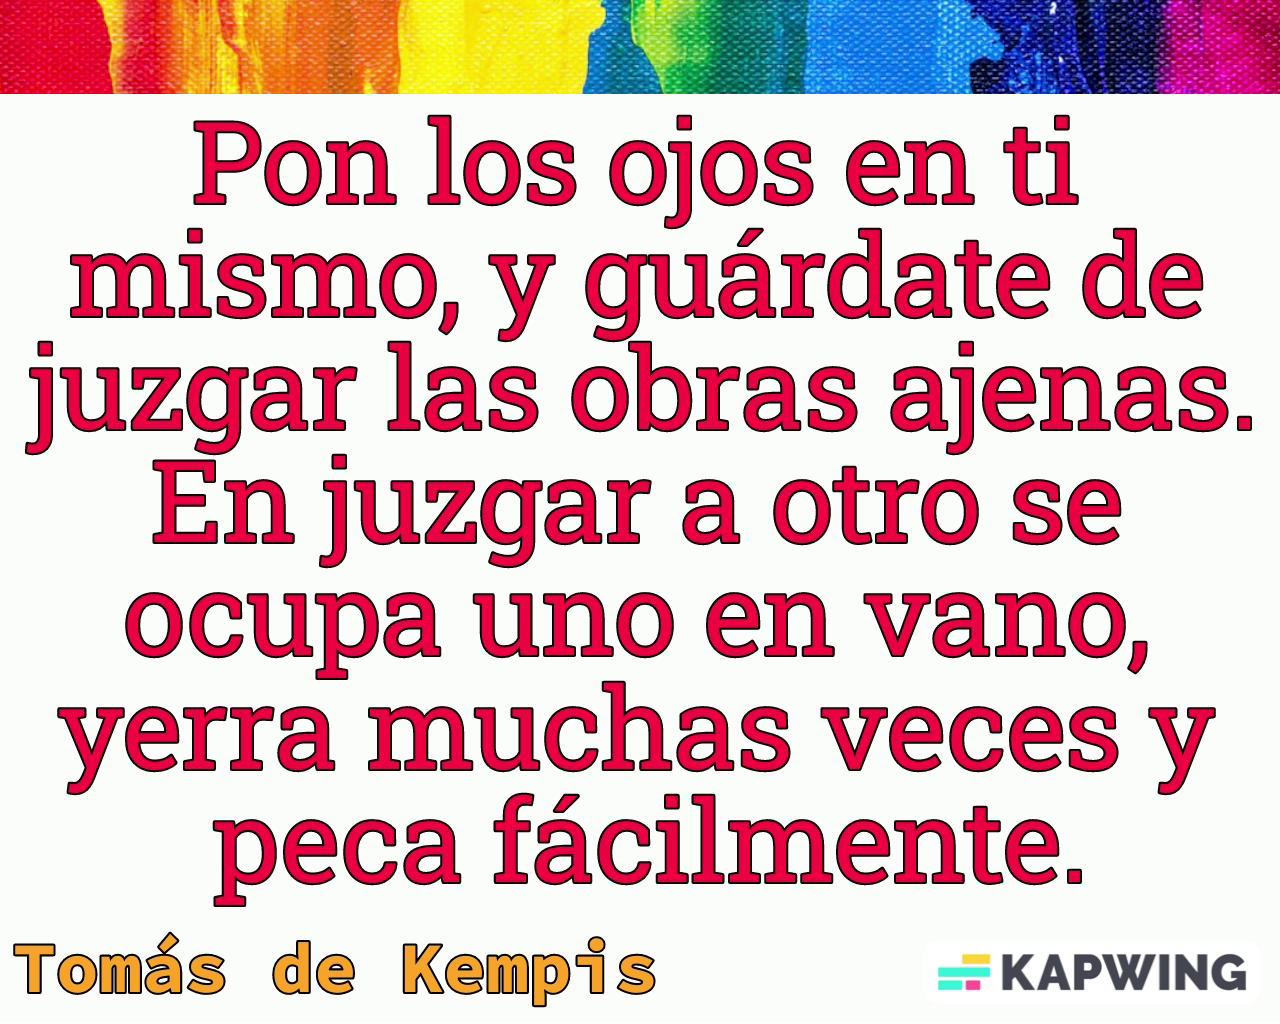 Pon los ojos en ti
mismo, y guárdate de
juzgar las obras ajenas.
En juzgar a otro se
ocupa uno en vano,
yerra muchas veces y
peca fácilmente.
Tomás de Kempis
KAPWING